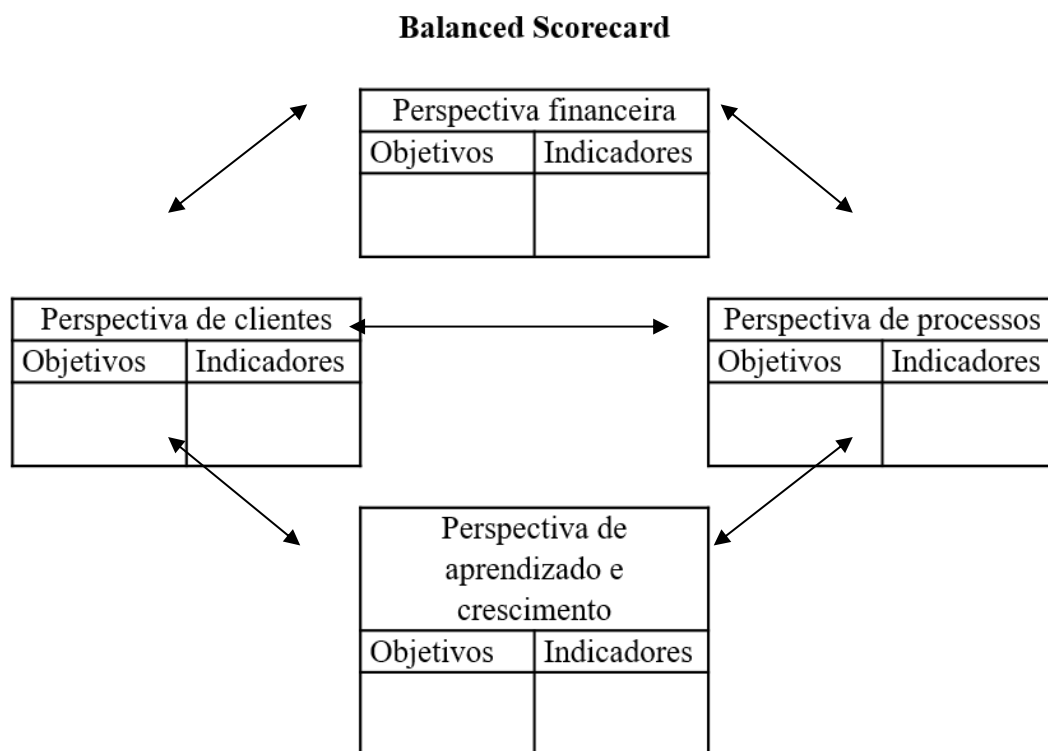 Balanced Scorecard
Perspectiva financeira
Objetivos Indicadores
Perspectiva de clientes
Objetivos Indicadores
Perspectiva de processos
Objetivos Indicadores
Perspectiva de
aprendizado e
crescimento
Objetivos Indicadores